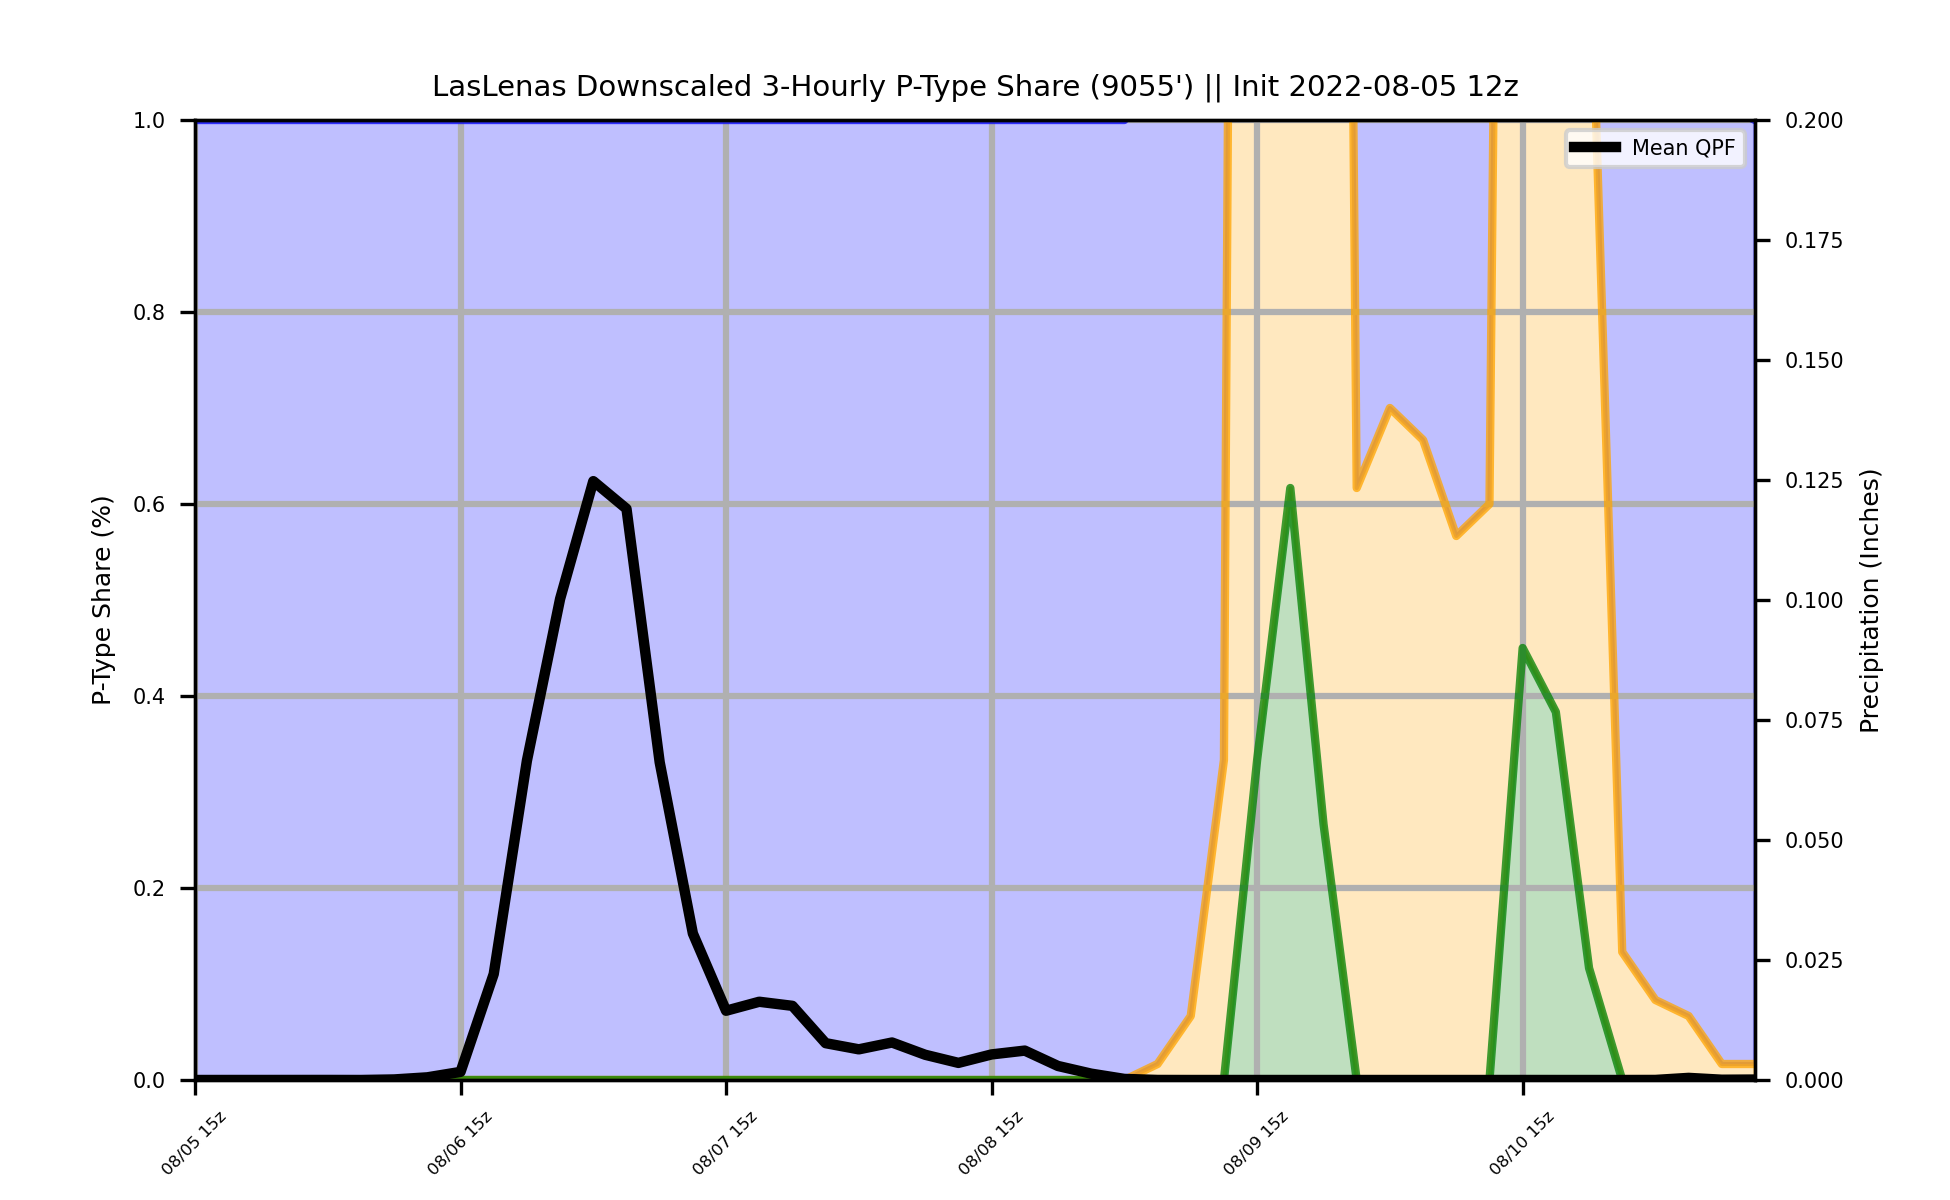 LasLenas Downscaled 3-Hourly P-Type Share (9055') || Init 2022-08-05 12z
Mean QPF
P-Type Share (%)
1.0
0.8
0.6
0.4
0.2
0.0
0.200
0.175
0.150
0.125
0.100
0.075
0.050
0.025
0.000
Precipitation (Inches)
08/05 15z
08/06 15z
08/07 15z
08/08 15z
08/09 15z
08/10 15z